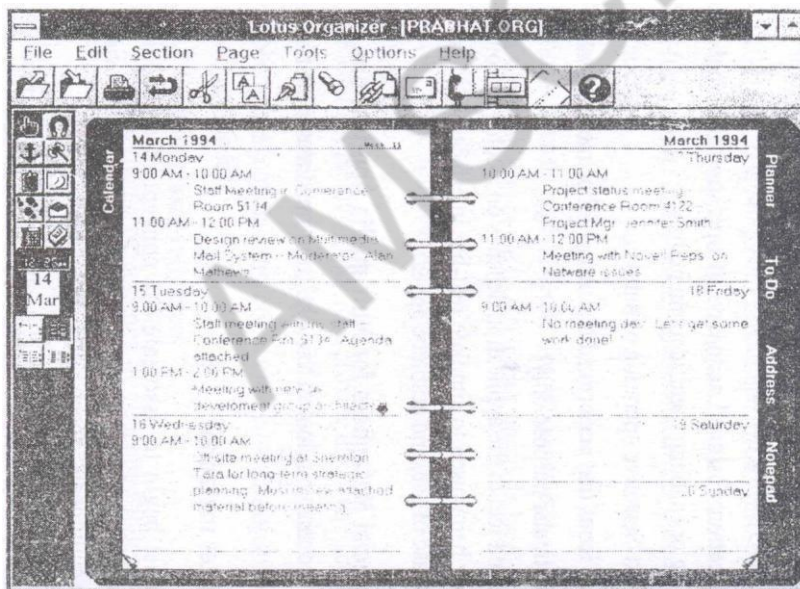 Lotus Organizer - [PRABHAT.ORG]
File Edit Section Page Tools Options Help
Calendar
14
Mar
March 1994
14 Monday
9:00 AM - 10:00 AM
Staff Meeting in Conference
Room 5134
11:00 AM - 12:00 PM
Design review on Multimedia
Mail System - Moderator Alan
Mathews
15 Tuesday
9:00 AM - 10:00 AM
Staff meeting with my staff -
Conference Rm 5134 Agenda
attached
1:00 PM - 2:00 PM
Meeting with
develoment group architects
16 Wednesday
9:00 AM - 10:00 AM
Off-site meeting at Sheraton
Tara for long-term strategic
planning. Must review attached
material before meeting
March 1994
Thursday
10:00 AM - 11:00 AM
Project status meeting -
Conference Room 4122 -
Project Mgr Jennifer Smith
11:00 AM - 12:00 PM
Meeting with Novell Reps. on
Netware issues
18 Friday
9:00 AM - 10:00 AM
No meeting day! Let's get some
work done!
19 Saturday
20 Sunday
Planner
To Do
Address
Notepad